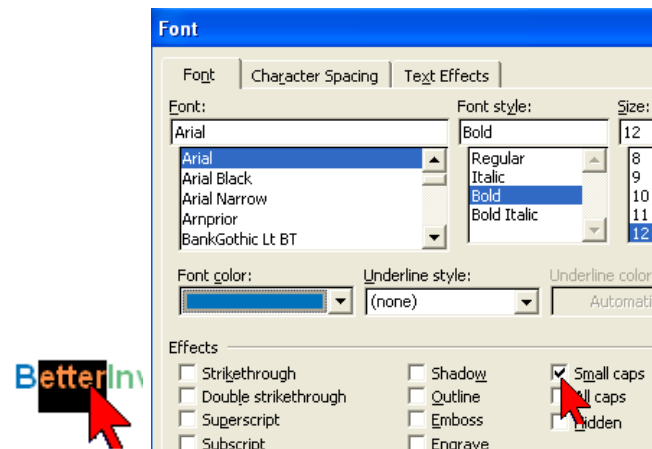 Font
Font Character Spacing Text Effects
Font: Font style: Size:
Arial Bold 12
Arial Regular 8
Arial Black Italic 9
Arial Narrow Bold 10
Arnprior Bold Italic 11
BankGothic Lt BT 12
Font color: Underline style: Underline color
(none) Automati
Effects
Strikethrough Shadow Small caps
Double strikethrough Outline All caps
Superscript Emboss Hidden
Subscript Engrave
BetterInv